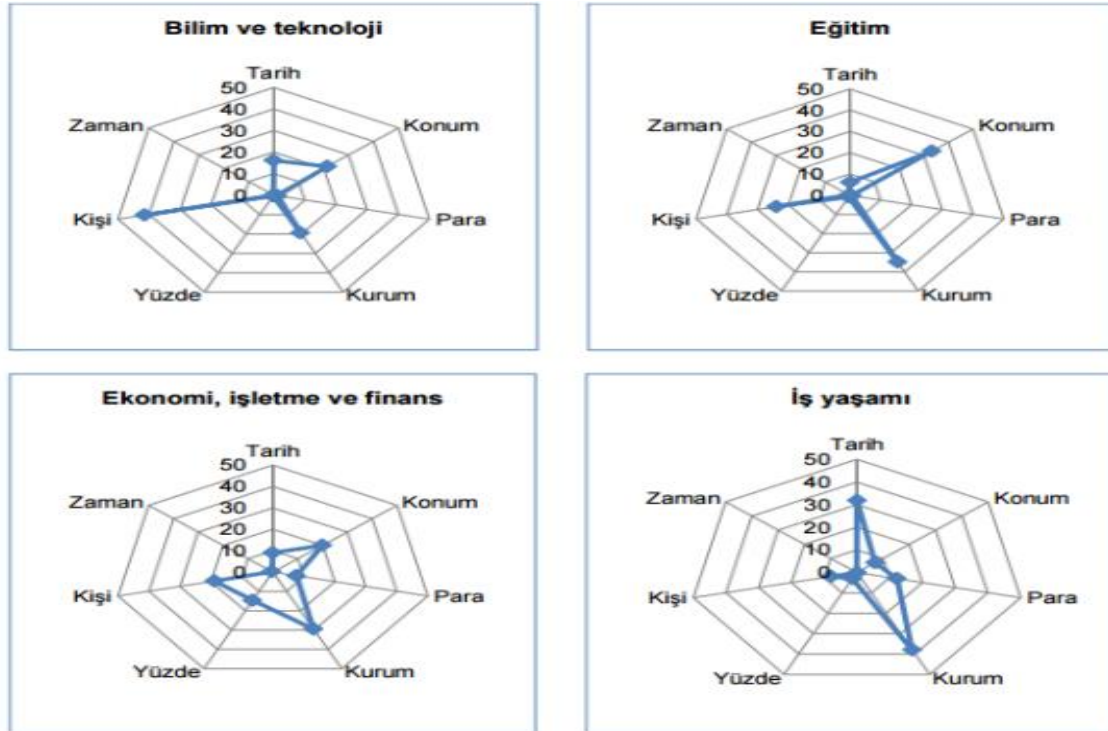 Bilim ve teknoloji
Tarih
50
40
30
20
10
0
Zaman
Konum
Kişi
Para
Yüzde
Kurum
Eğitim
Tarih
50
40
30
20
10
0
Zaman
Konum
Kişi
Para
Yüzde
Kurum
Ekonomi, işletme ve finans
Tarih
50
40
30
20
10
0
Zaman
Konum
Kişi
Para
Yüzde
Kurum
İş yaşamı
Tarih
50
40
30
20
10
0
Zaman
Konum
Kişi
Para
Yüzde
Kurum